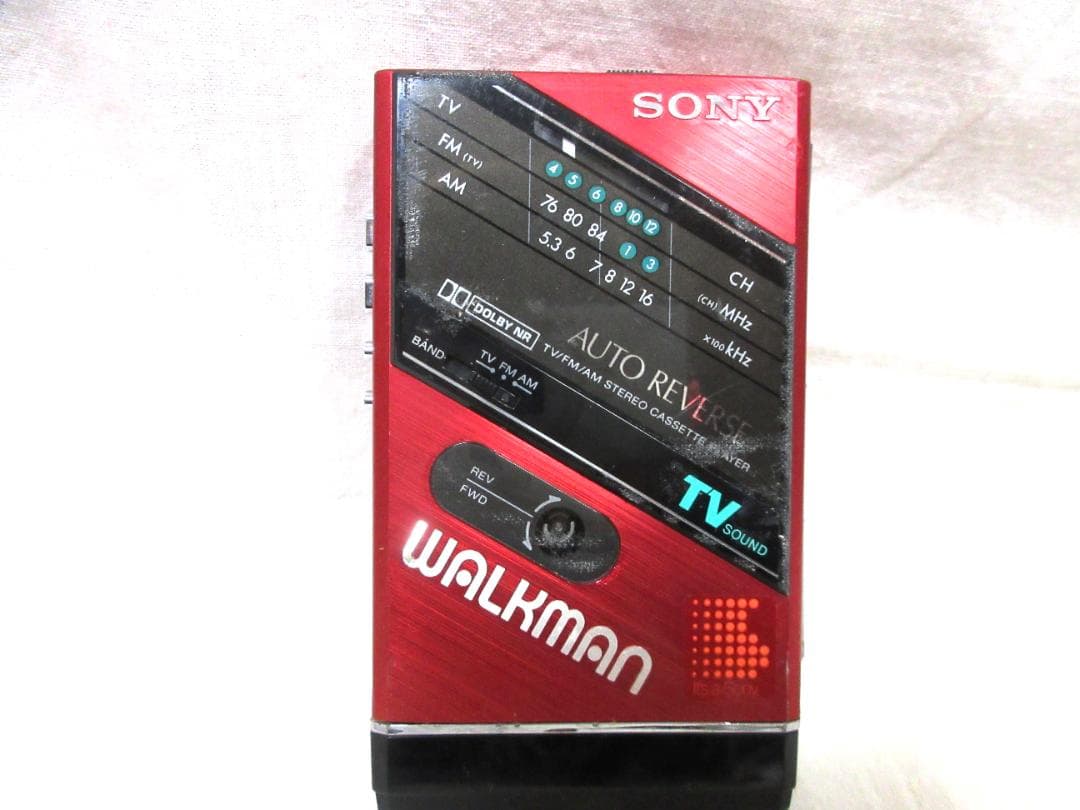 SONY
TV
FM (TV)
AM
4 5 6 8 10 12
76 80 84 1 3
5.3 6 7 8 12 16
CH
(CH) MHz
x100 kHz
DOLBY NR
AUTO REVERSE
TV/FM/AM STEREO CASSETTE PLAYER
BAND
TV FM AM
TV
SOUND
REV
FWD
WALKMAN